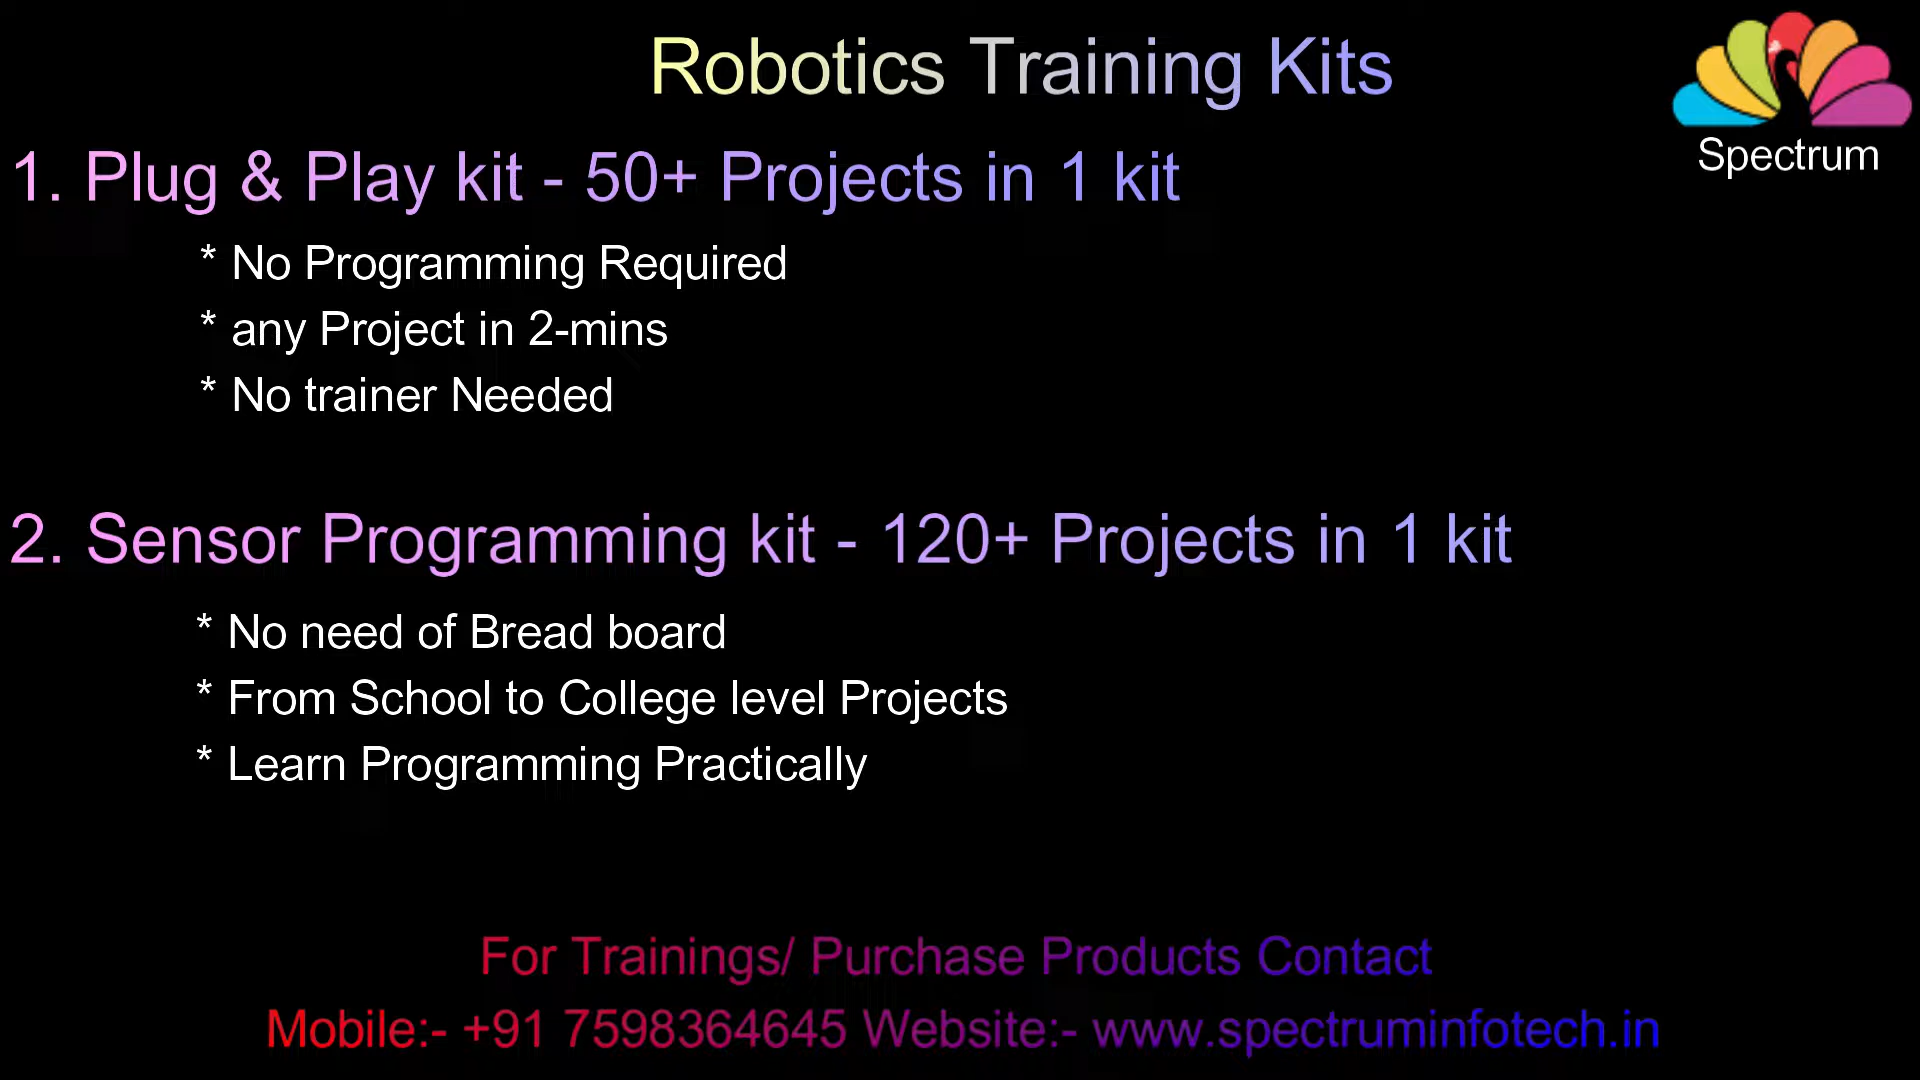 Robotics Training Kits
Spectrum
1. Plug & Play kit - 50+ Projects in 1 kit
* No Programming Required
* any Project in 2-mins
* No trainer Needed
2. Sensor Programming kit - 120+ Projects in 1 kit
* No need of Bread board
* From School to College level Projects
* Learn Programming Practically
For Trainings/ Purchase Products Contact
Mobile:- +91 7598364645 Website:- www.spectruminfotech.in